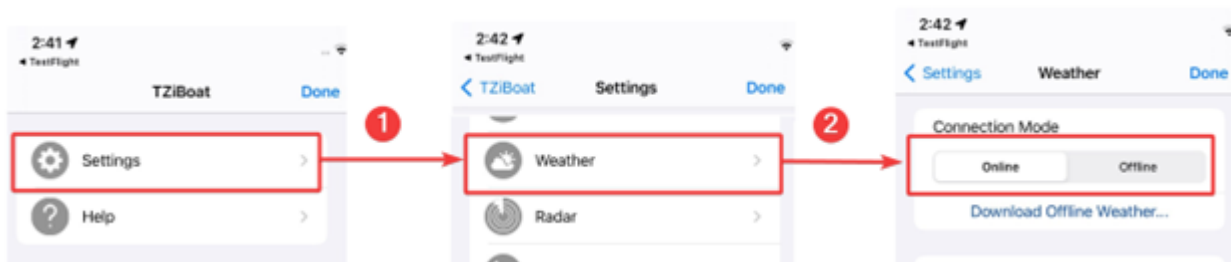 2:41
◀ TestFlight
TZiBoat
Done
Settings
Help
1
2:42
◀ TestFlight
TZiBoat
Settings
Done
Weather
Radar
2
2:42
◀ TestFlight
Settings
Weather
Done
Connection Mode
Online
Offline
Download Offline Weather...